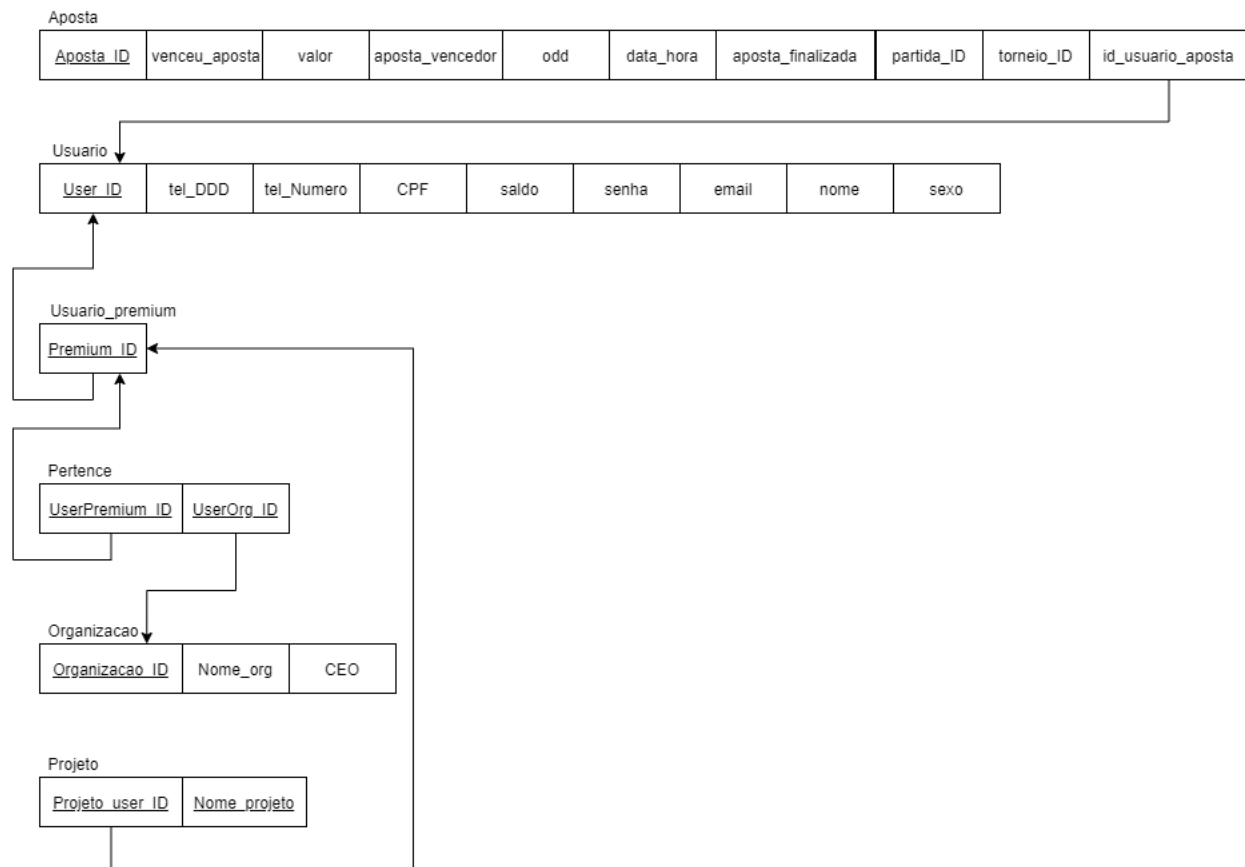 Aposta
Aposta_ID venceu_aposta valor aposta_vencedor odd data_hora aposta_finalizada partida_ID torneio_ID id_usuario_aposta
Usuario
User_ID tel_DDD tel_Numero CPF saldo senha email nome sexo
Usuario_premium
Premium_ID
Pertence
UserPremium_ID UserOrg_ID
Organizacao
Organizacao_ID Nome_org CEO
Projeto
Projeto_user_ID Nome_projeto